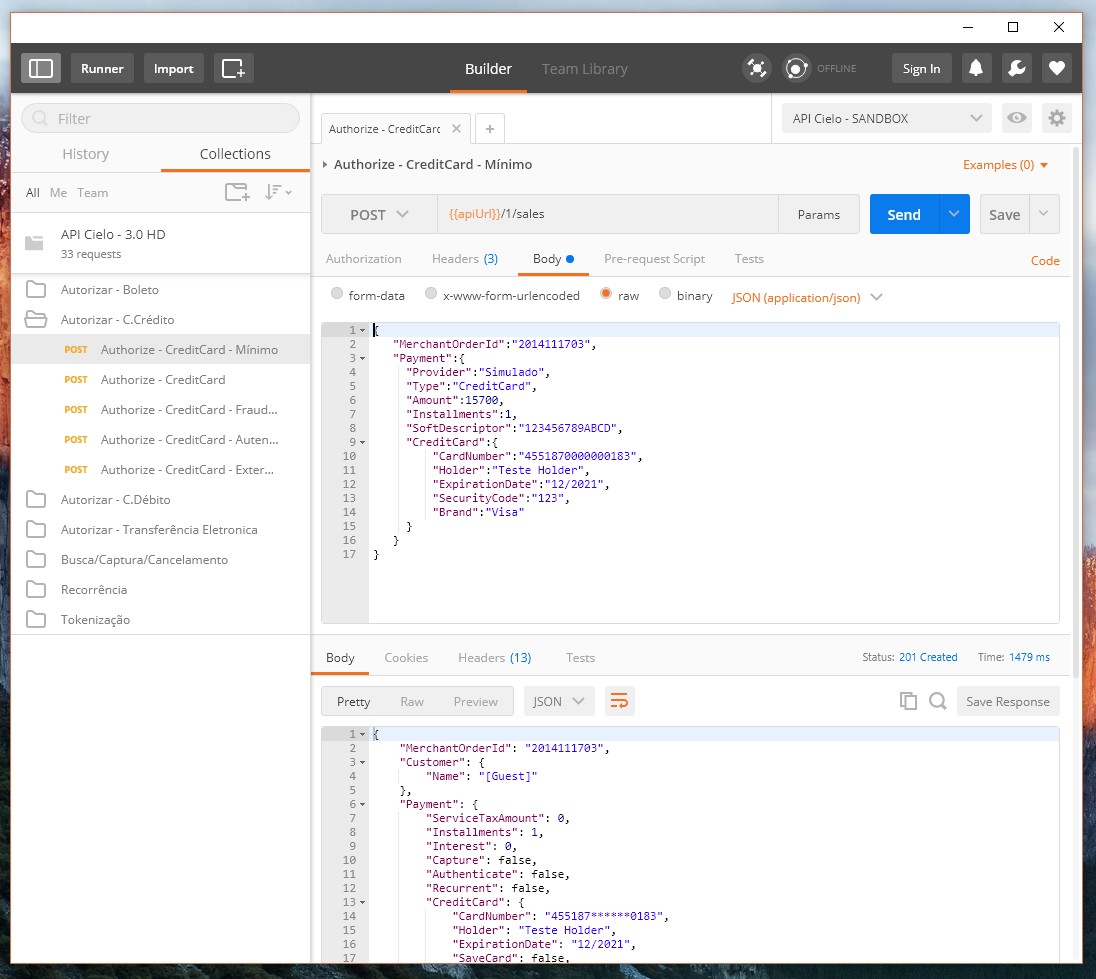 Runner Import Builder Team Library OFFLINE Sign In
Filter
History Collections
All Me Team
API Cielo - 3.0 HD
33 requests
Autorizar - Boleto
Autorizar - C.Crédito
POST Authorize - CreditCard - Mínimo
POST Authorize - CreditCard
POST Authorize - CreditCard - Fraud...
POST Authorize - CreditCard - Auten...
POST Authorize - CreditCard - Exter...
Autorizar - C.Débito
Autorizar - Transferência Eletronica
Busca/Captura/Cancelamento
Recorrência
Tokenização
Authorize - CreditCard
API Cielo - SANDBOX
Authorize - CreditCard - Mínimo Examples (0)
POST {{apiUrl}}/1/sales Params Send Save
Authorization Headers (3) Body Pre-request Script Tests Code
form-data x-www-form-urlencoded raw binary JSON (application/json)
1 {
2 "MerchantOrderId":"2014111703",
3 "Payment":{
4 "Provider":"Simulado",
5 "Type":"CreditCard",
6 "Amount":15700,
7 "Installments":1,
8 "SoftDescriptor":"123456789ABCD",
9 "CreditCard":{
10 "CardNumber":"4551870000000183",
11 "Holder":"Teste Holder",
12 "ExpirationDate":"12/2021",
13 "SecurityCode":"123",
14 "Brand":"Visa"
15 }
16 }
17 }
Body Cookies Headers (13) Tests Status: 201 Created Time: 1479 ms
Pretty Raw Preview JSON Save Response
1 {
2 "MerchantOrderId": "2014111703",
3 "Customer": {
4 "Name": "[Guest]"
5 },
6 "Payment": {
7 "ServiceTaxAmount": 0,
8 "Installments": 1,
9 "Interest": 0,
10 "Capture": false,
11 "Authenticate": false,
12 "Recurrent": false,
13 "CreditCard": {
14 "CardNumber": "455187******0183",
15 "Holder": "Teste Holder",
16 "ExpirationDate": "12/2021",
17 "SaveCard": false,